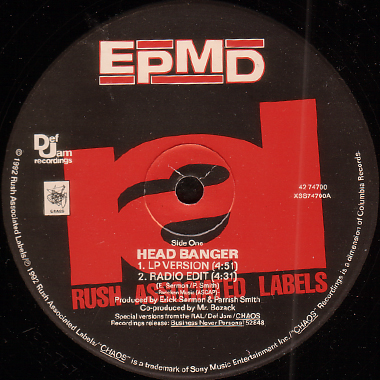 EPMD
Def Jam recordings
CHAOS
42 74700
XSS74700A
RUSH ASSOCIATED LABELS
Side One
HEAD BANGER
1. LP VERSION (4:51)
2. RADIO EDIT (4:31)
(E. Sermon/P. Smith)
(ASCAP)
Produced by Erick Sermon & Parrish Smith
Co-produced by Mr. Bozack
Special versions from the RAL/Def Jam/CHAOS
Recordings release: Business Never Personal 52848
© 1992 Rush Associated Labels/℗ 1992 Rush Associated Labels/"CHAOS" is a trademark of Sony Music Entertainment Inc./"CHAOS" Recordings is a dimension of Columbia Records.